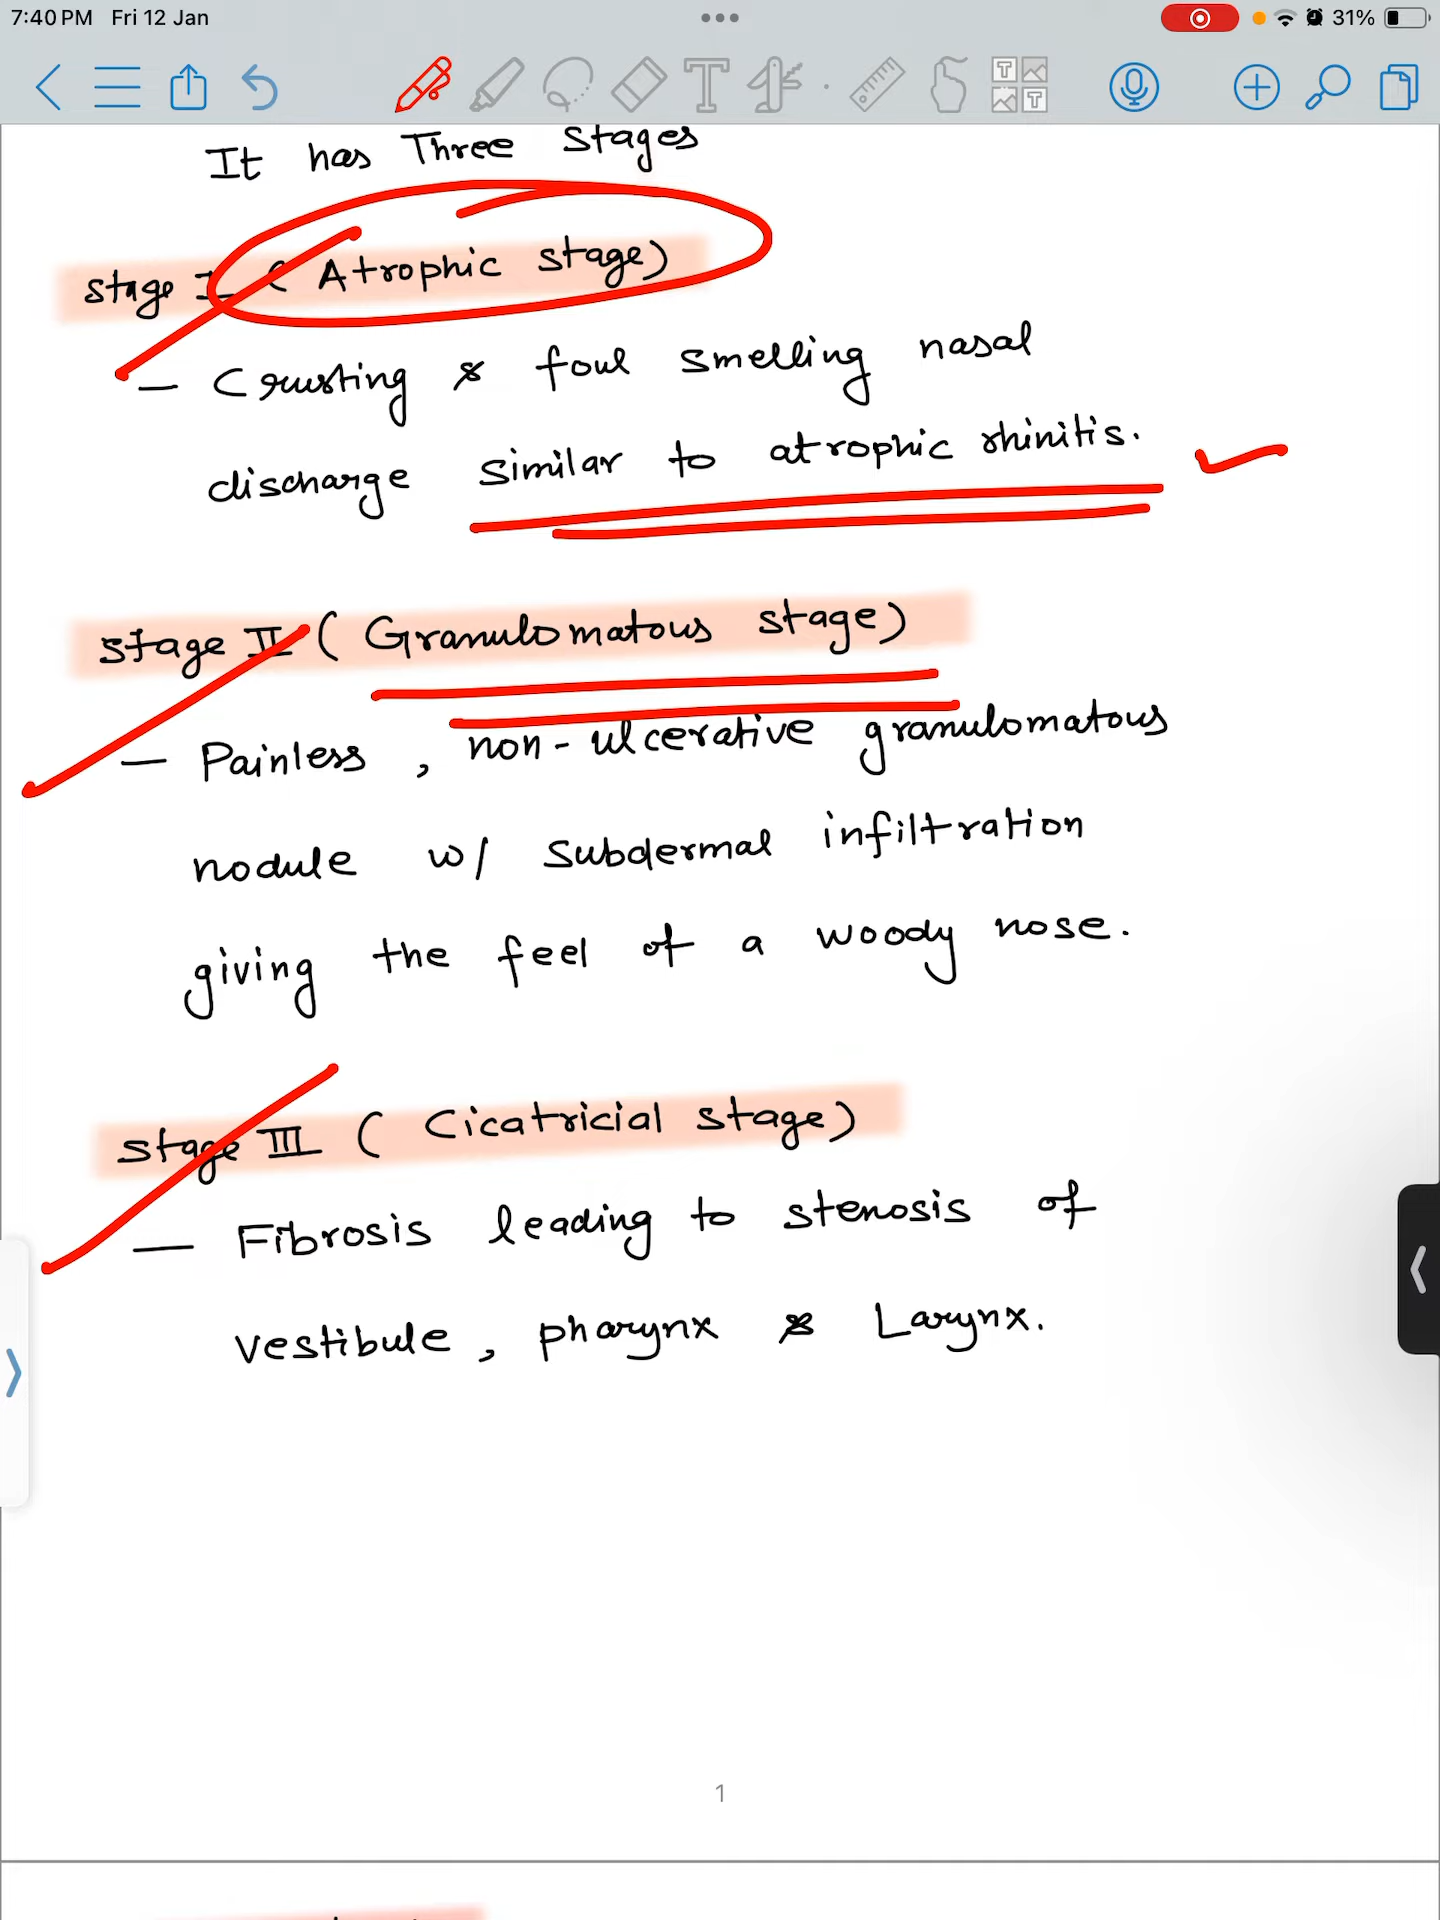 7:40 PM Fri 12 Jan 31%
It has Three Stages
Stage I (Atrophic stage)
— Crusting & foul smelling nasal
discharge similar to atrophic rhinitis.
Stage II (Granulomatous stage)
— Painless, non-ulcerative granulomatous
nodule w/ subdermal infiltration
giving the feel of a woody nose.
Stage III (Cicatricial stage)
— Fibrosis leading to stenosis of
vestibule, pharynx & Larynx.
1